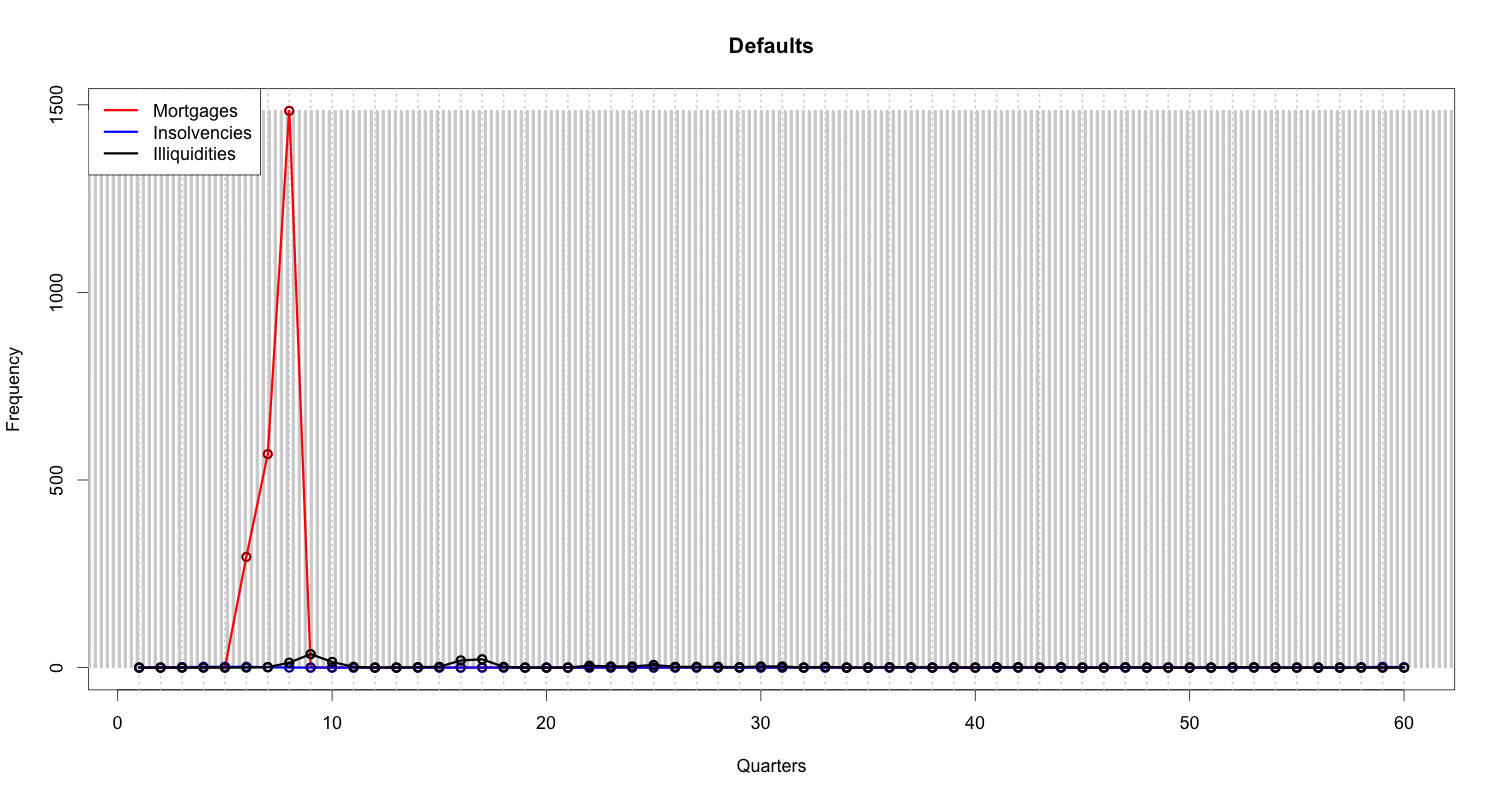 Defaults
Mortgages
Insolvencies
Illiquidities
Frequency
1500
1000
500
0
0 10 20 30 40 50 60
Quarters